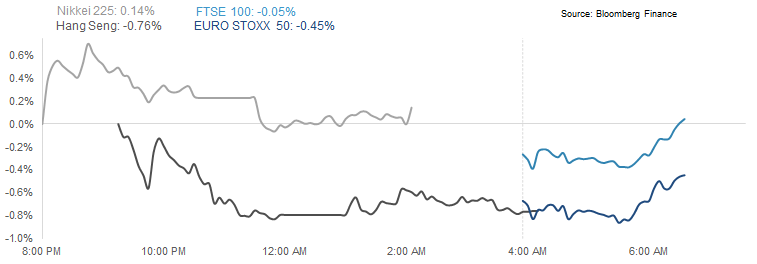 Nikkei 225: 0.14%
FTSE 100: -0.05%
Source: Bloomberg Finance
Hang Seng: -0.76%
EURO STOXX 50: -0.45%
0.6%
0.4%
0.2%
0.0%
-0.2%
-0.4%
-0.6%
-0.8%
-1.0%
8:00 PM
10:00 PM
12:00 AM
2:00 AM
4:00 AM
6:00 AM